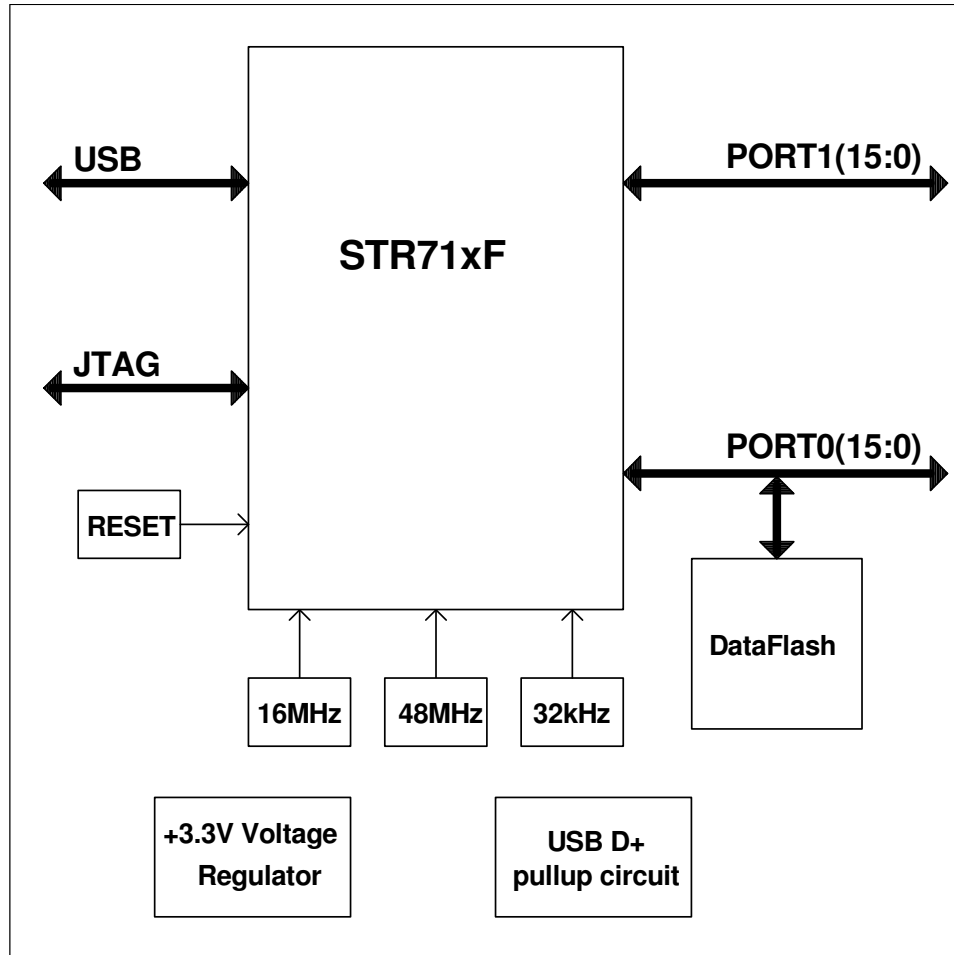 USB
PORT1(15:0)
STR71xF
JTAG
PORT0(15:0)
RESET
DataFlash
16MHz
48MHz
32kHz
+3.3V Voltage
Regulator
USB D+
pullup circuit